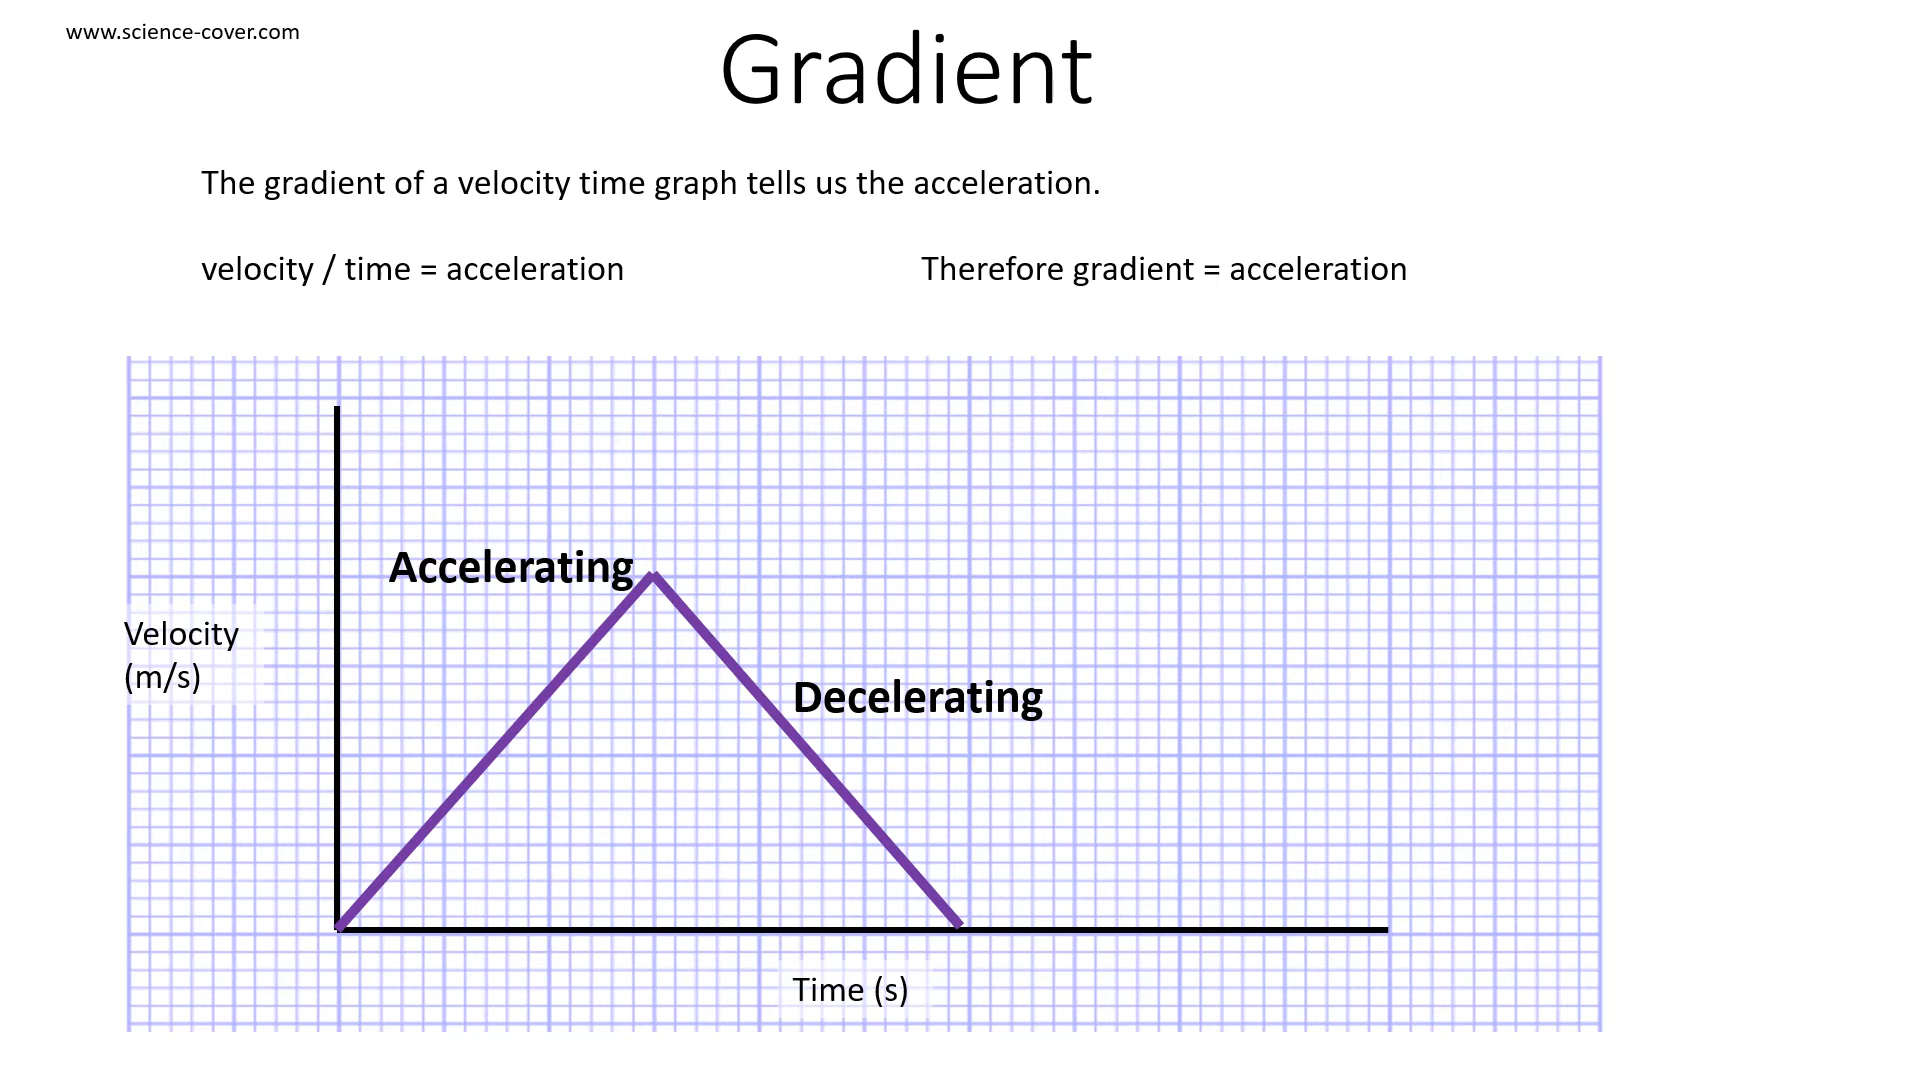 www.science-cover.com
Gradient
The gradient of a velocity time graph tells us the acceleration.
velocity / time = acceleration
Therefore gradient = acceleration
Accelerating
Velocity
(m/s)
Decelerating
Time (s)